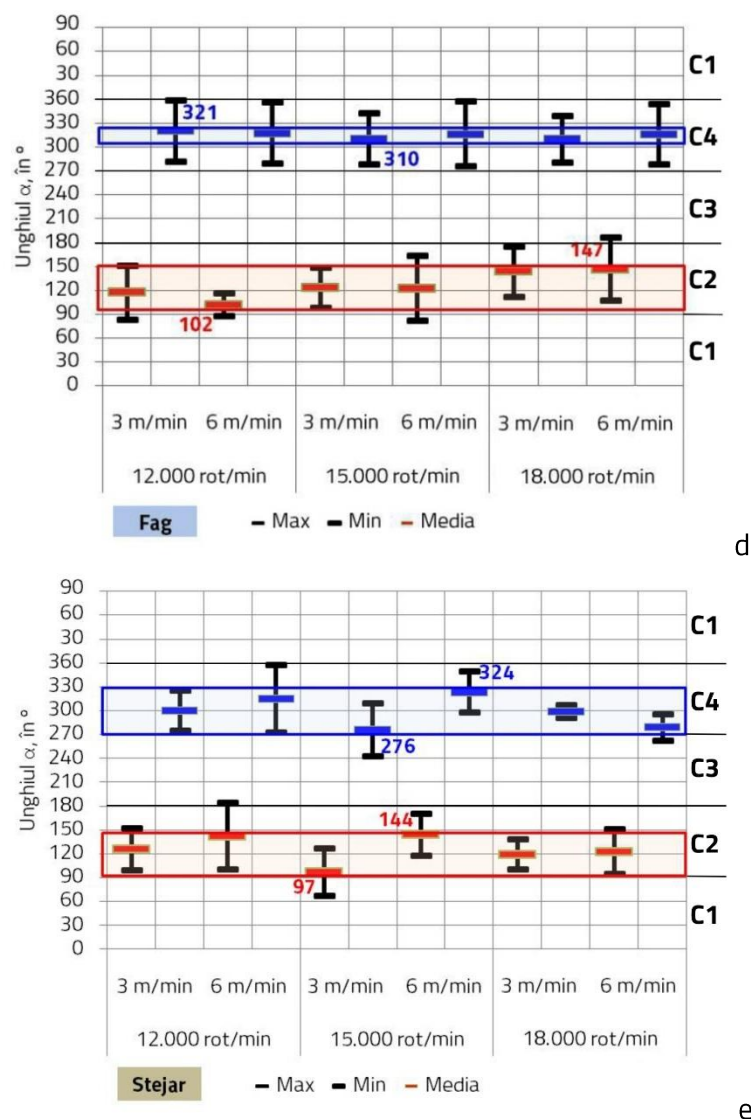 90
60
30
360
330
300
270
240
210
180
150
120
90
60
30
0
Unghiul α, în °
C1
C4
C3
C2
C1
321
310
147
102
3 m/min 6 m/min 3 m/min 6 m/min 3 m/min 6 m/min
12.000 rot/min 15.000 rot/min 18.000 rot/min
Fag Max Min Media
d
90
60
30
360
330
300
270
240
210
180
150
120
90
60
30
0
Unghiul α, în °
C1
C4
C3
C2
C1
324
276
144
97
3 m/min 6 m/min 3 m/min 6 m/min 3 m/min 6 m/min
12.000 rot/min 15.000 rot/min 18.000 rot/min
Stejar Max Min Media
e